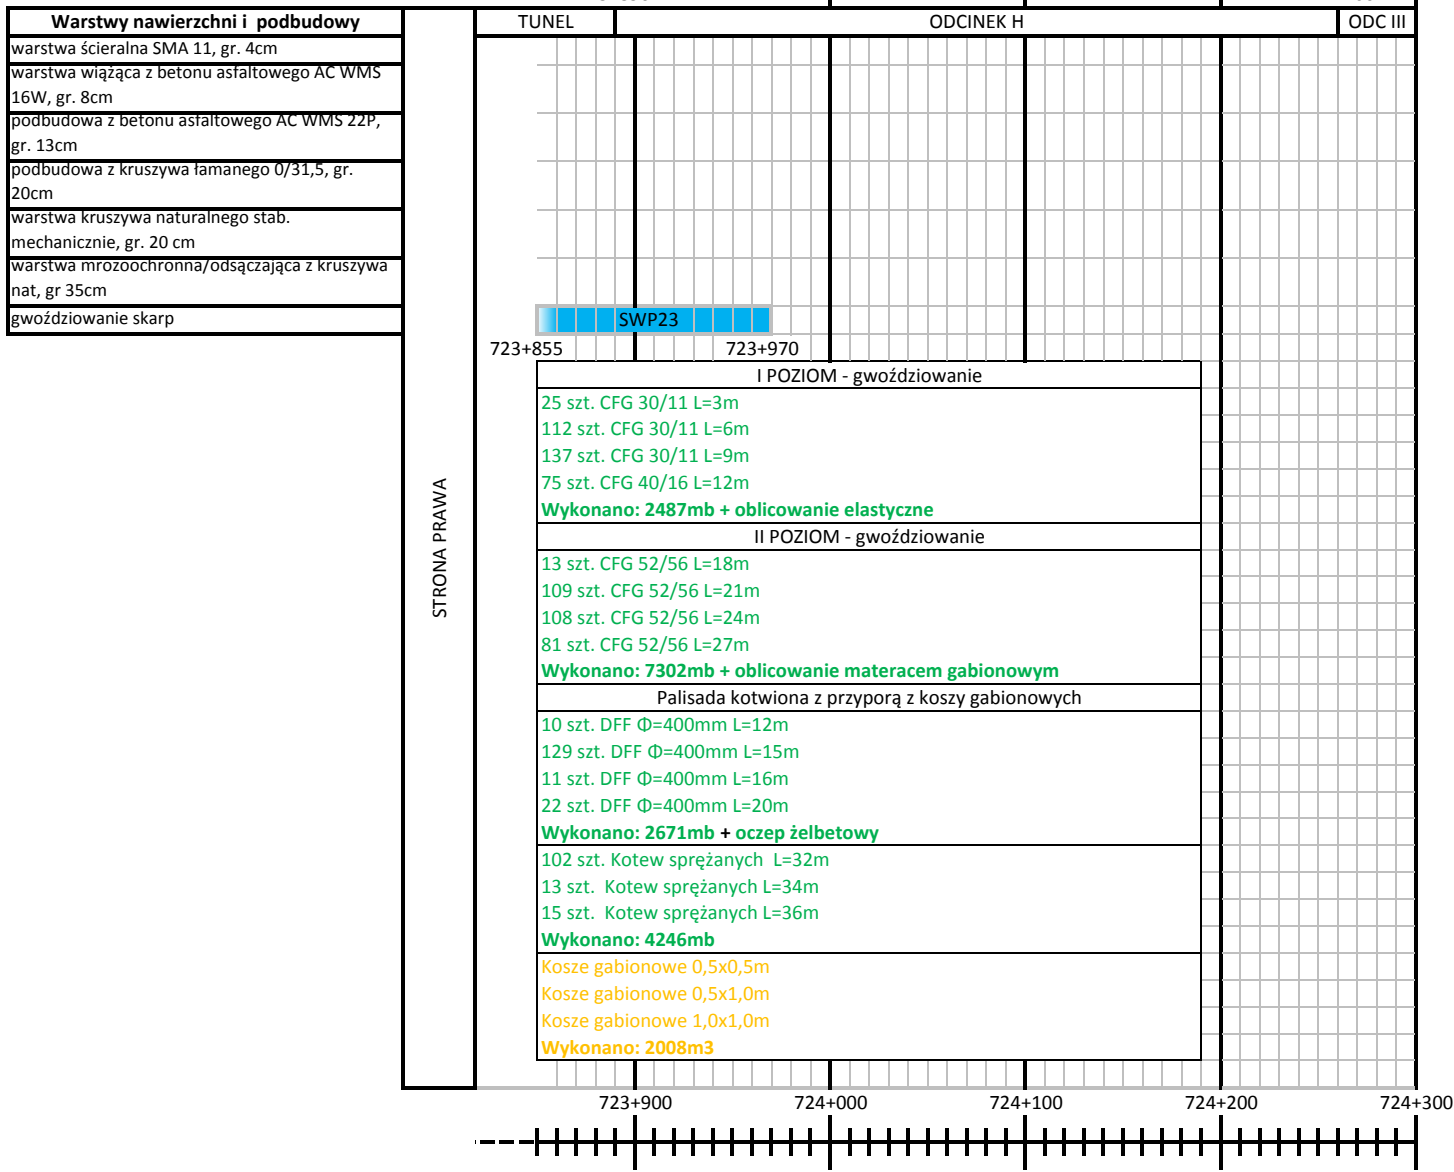 Warstwy nawierzchni i podbudowy
TUNEL
ODCINEK H
ODC III
warstwa ścieralna SMA 11, gr. 4cm
warstwa wiążąca z betonu asfaltowego AC WMS
16W, gr. 8cm
podbudowa z betonu asfaltowego AC WMS 22P,
gr. 13cm
podbudowa z kruszywa łamanego 0/31,5, gr.
20cm
warstwa kruszywa naturalnego stab.
mechanicznie, gr. 20 cm
warstwa mrozoochronna/odsączająca z kruszywa
nat, gr 35cm
gwoździowanie skarp
SWP23
723+855
723+970
STRONA PRAWA
I POZIOM - gwoździowanie
25 szt. CFG 30/11 L=3m
112 szt. CFG 30/11 L=6m
137 szt. CFG 30/11 L=9m
75 szt. CFG 40/16 L=12m
Wykonano: 2487mb + oblicowanie elastyczne
II POZIOM - gwoździowanie
13 szt. CFG 52/56 L=18m
109 szt. CFG 52/56 L=21m
108 szt. CFG 52/56 L=24m
81 szt. CFG 52/56 L=27m
Wykonano: 7302mb + oblicowanie materacem gabionowym
Palisada kotwiona z przyporą z koszy gabionowych
10 szt. DFF Φ=400mm L=12m
129 szt. DFF Φ=400mm L=15m
11 szt. DFF Φ=400mm L=16m
22 szt. DFF Φ=400mm L=20m
Wykonano: 2671mb + oczep żelbetowy
102 szt. Kotew sprężanych L=32m
13 szt. Kotew sprężanych L=34m
15 szt. Kotew sprężanych L=36m
Wykonano: 4246mb
Kosze gabionowe 0,5x0,5m
Kosze gabionowe 0,5x1,0m
Kosze gabionowe 1,0x1,0m
Wykonano: 2008m3
723+900
724+000
724+100
724+200
724+300